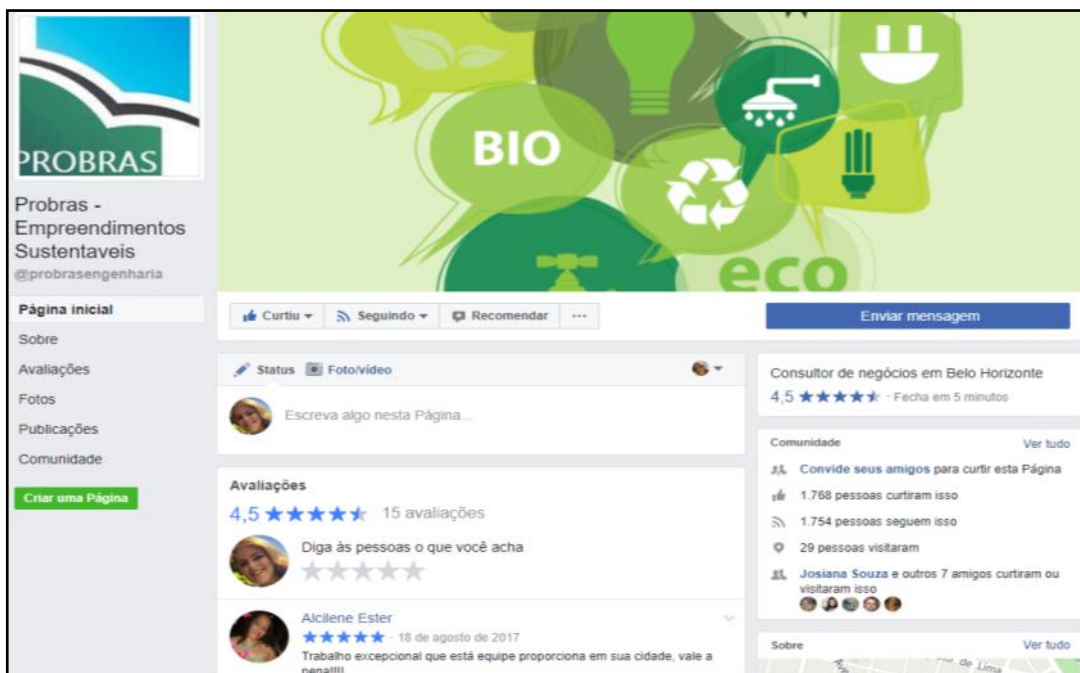 PROBRAS
Probras -
Empreendimentos
Sustentaveis
@probrasengenharia
Página inicial
Sobre
Avaliações
Fotos
Publicações
Comunidade
Criar uma Página
BIO
eco
Curtiu
Seguindo
Recomendar
...
Enviar mensagem
Status
Foto/vídeo
Escreva algo nesta Página...
Avaliações
4,5 ★★★★★ 15 avaliações
Diga às pessoas o que você acha
Alcilene Ester
★★★★★ · 18 de agosto de 2017
Trabalho excepcional que está equipe proporciona em sua cidade, vale a
pena!!!!
Consultor de negócios em Belo Horizonte
4,5 ★★★★★ · Fecha em 5 minutos
Comunidade Ver tudo
Convide seus amigos para curtir esta Página
1.768 pessoas curtiram isso
1.754 pessoas seguem isso
29 pessoas visitaram
Josiana Souza e outros 7 amigos curtiram ou
visitaram isso
Sobre Ver tudo
de Lima